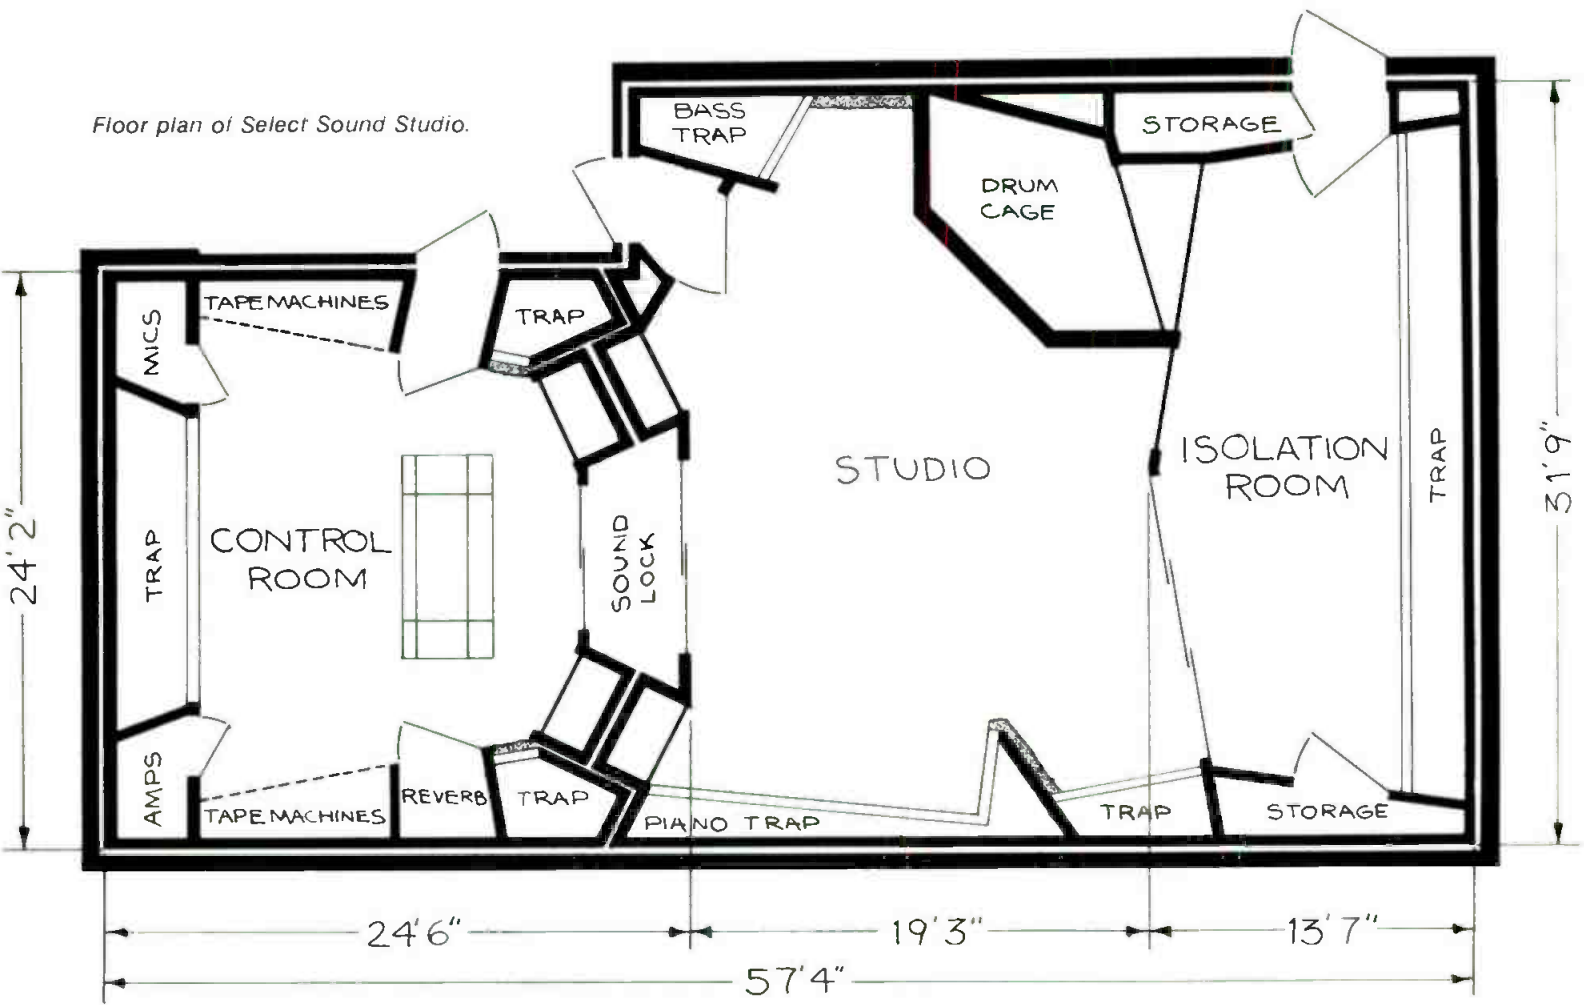 Floor plan of Select Sound Studio.
BASS
TRAP
STORAGE
DRUM
CAGE
TAPE MACHINES
TRAP
MICS
STUDIO
ISOLATION
ROOM
TRAP
31'9"
24'2"
TRAP
CONTROL
ROOM
SOUND
LOCK
AMPS
TAPE MACHINES
REVERB
TRAP
PIANO TRAP
TRAP
STORAGE
24'6"
19'3"
13'7"
57'4"